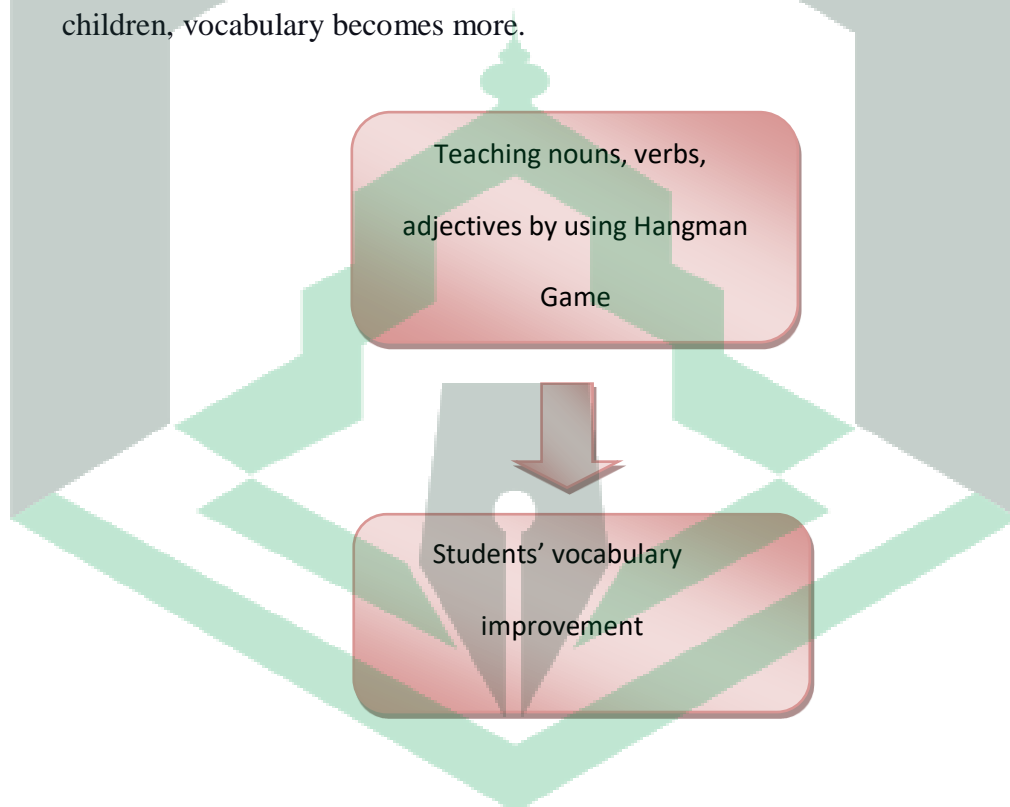 children, vocabulary becomes more.
Teaching nouns, verbs,
adjectives by using Hangman
Game
Students’ vocabulary
improvement